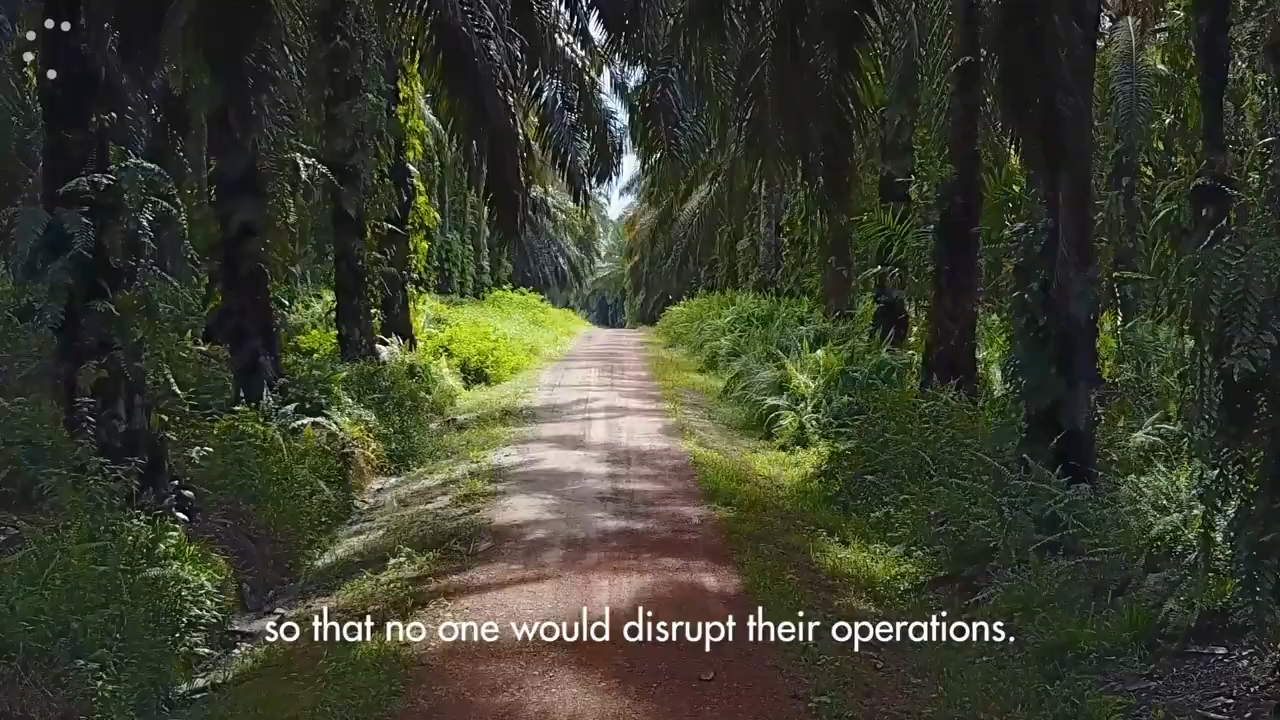 so that no one would disrupt their operations.